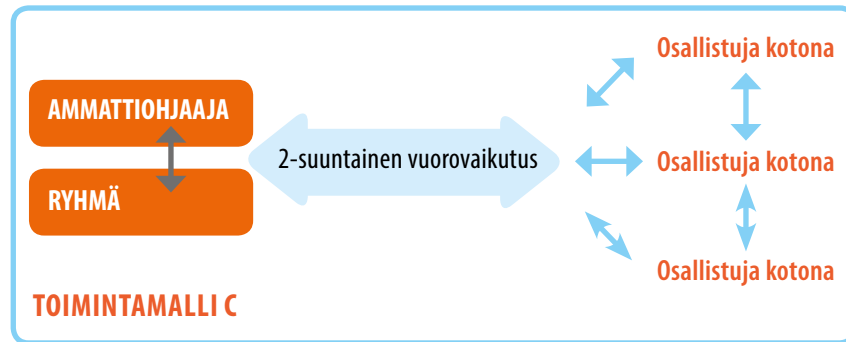 Osallistuja kotona
AMMATTIOHJAAJA
2-suuntainen vuorovaikutus
Osallistuja kotona
RYHMÄ
Osallistuja kotona
TOIMINTAMALLI C